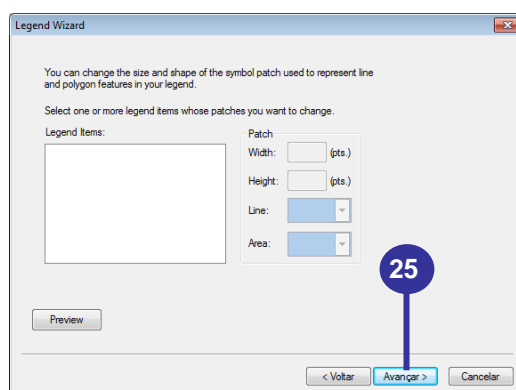 Legend Wizard
You can change the size and shape of the symbol patch used to represent line
and polygon features in your legend.
Select one or more legend items whose patches you want to change.
Legend Items:
Patch
Width: (pts.)
Height: (pts.)
Line:
Area:
25
Preview
< Voltar Avançar > Cancelar